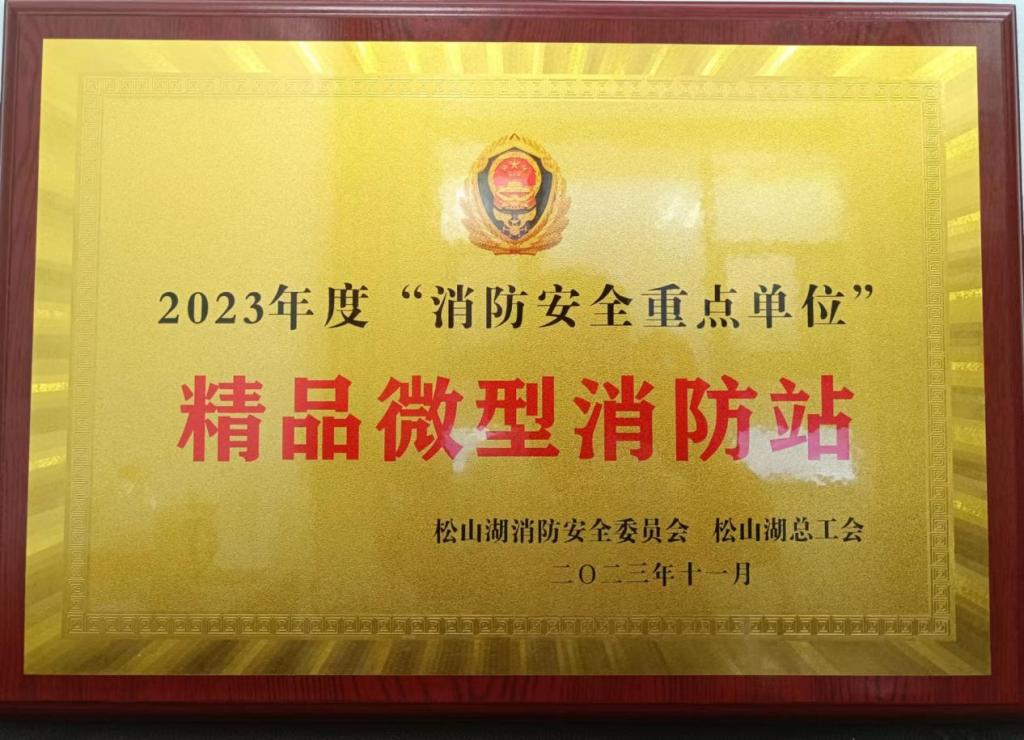 2023年度“消防安全重点单位”
精品微型消防站
松山湖消防安全委员会 松山湖总工会
二〇二三年十一月